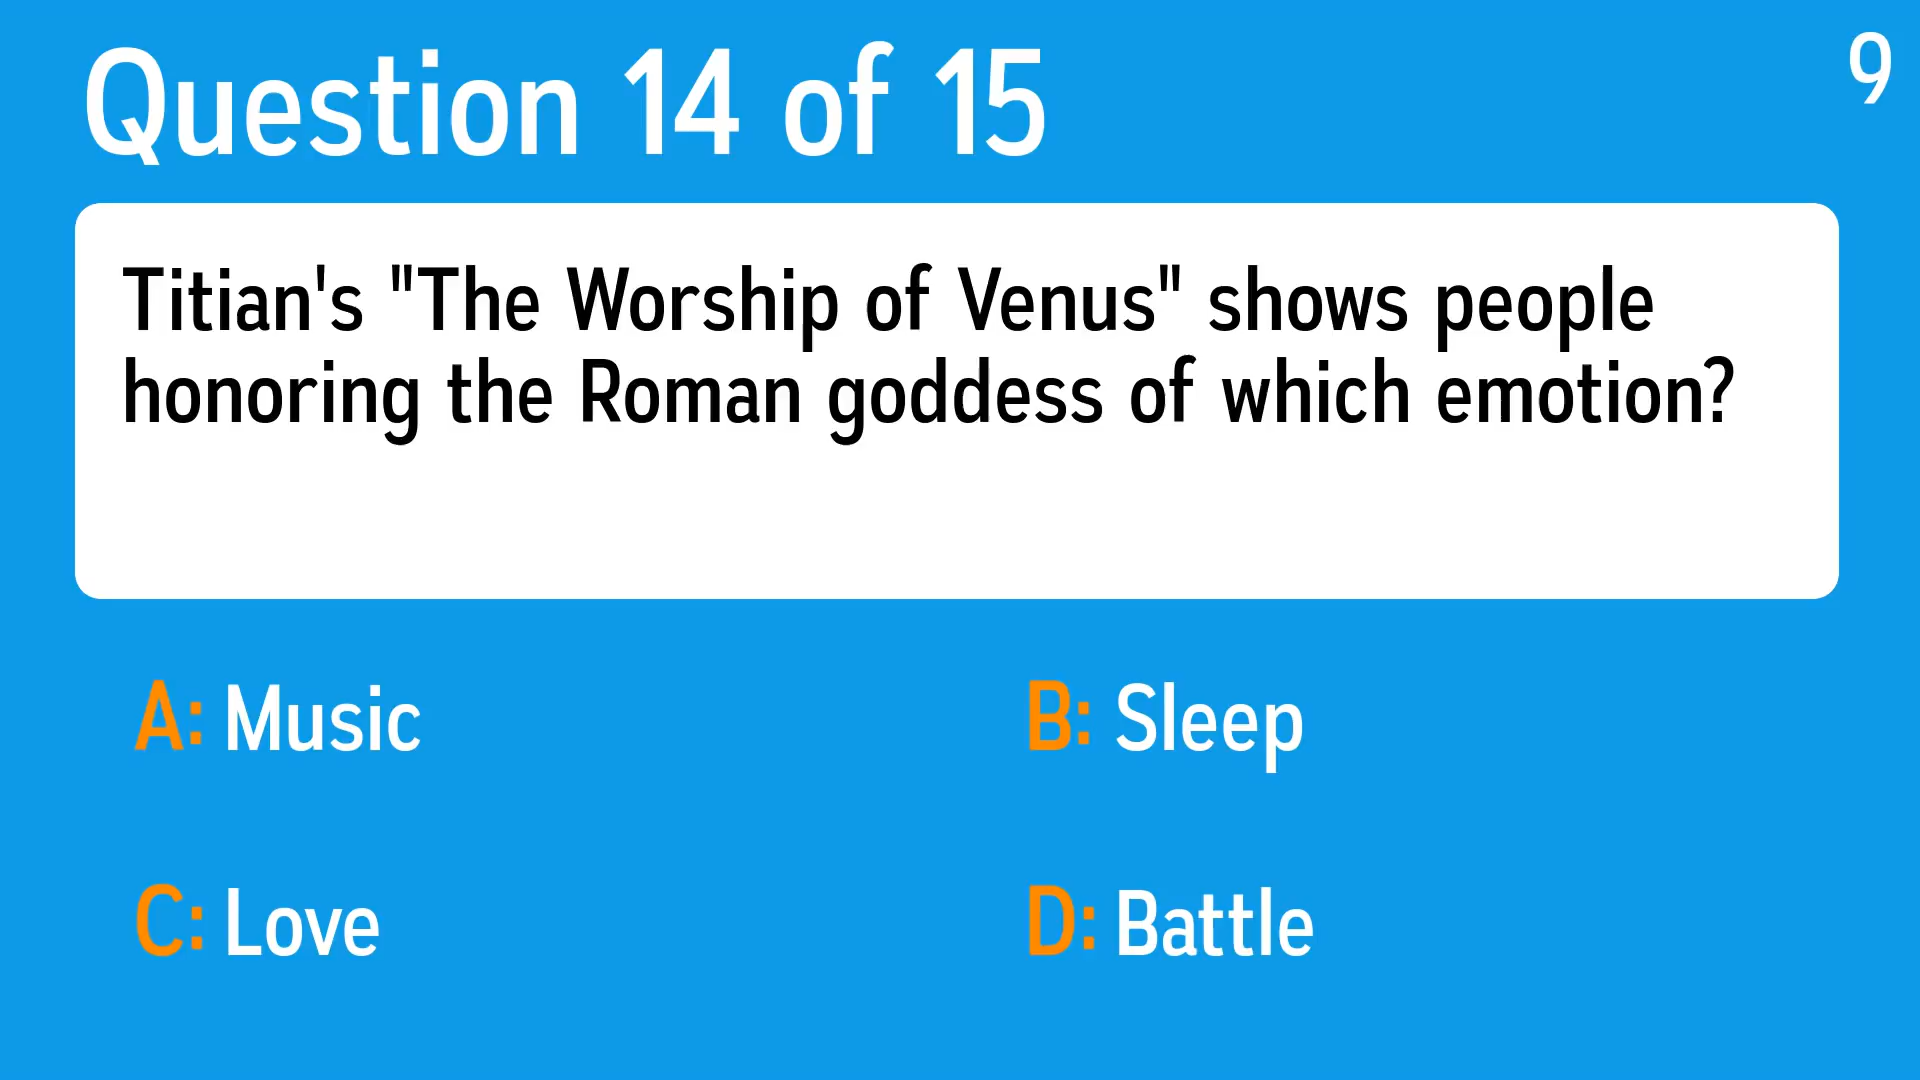 Question 14 of 15
9
Titian's "The Worship of Venus" shows people
honoring the Roman goddess of which emotion?
A: Music
B: Sleep
C: Love
D: Battle